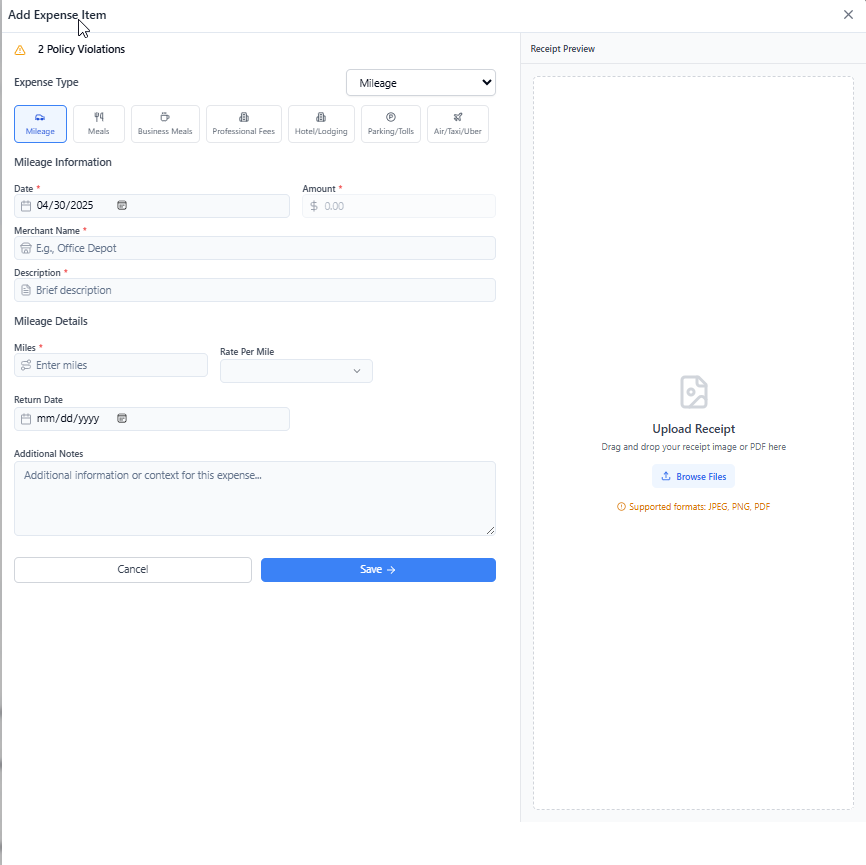 Add Expense Item
2 Policy Violations
Receipt Preview
Expense Type
Mileage
Mileage
Meals
Business Meals
Professional Fees
Hotel/Lodging
Parking/Tolls
Air/Taxi/Uber
Mileage Information
Date *
Amount *
04/30/2025
$ 0.00
Merchant Name *
E.g., Office Depot
Description *
Brief description
Mileage Details
Miles *
Rate Per Mile
Enter miles
Return Date
mm/dd/yyyy
Additional Notes
Additional information or context for this expense...
Cancel
Save →
Upload Receipt
Drag and drop your receipt image or PDF here
Browse Files
Supported formats: JPEG, PNG, PDF